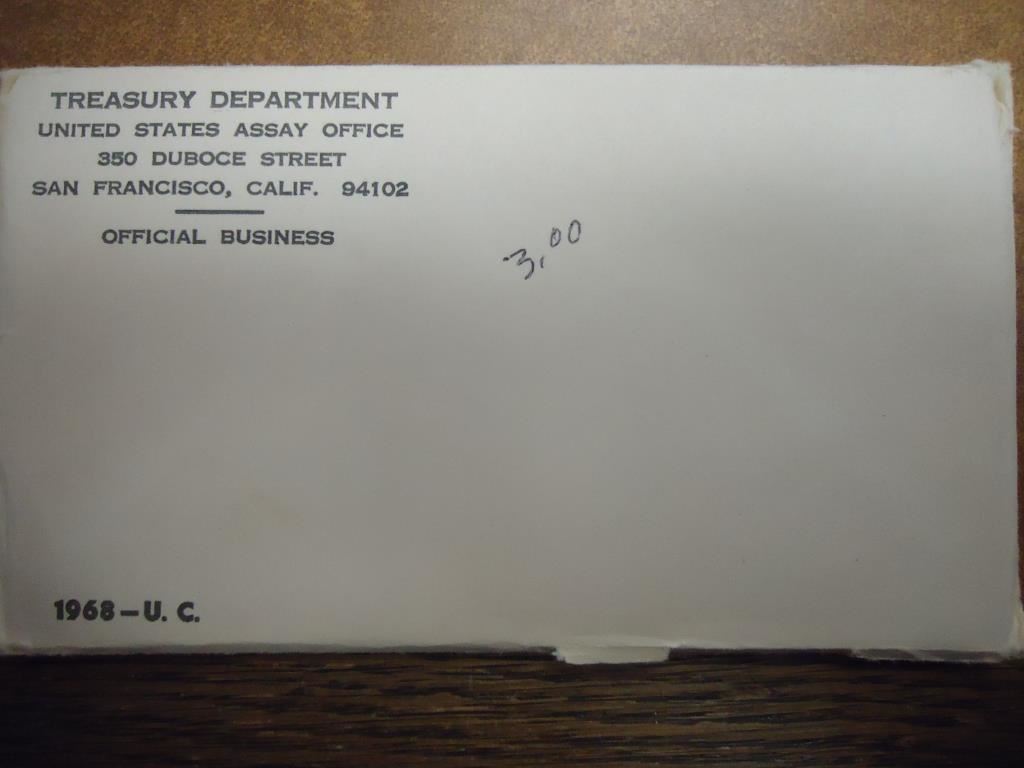 TREASURY DEPARTMENT
UNITED STATES ASSAY OFFICE
350 DUBOCE STREET
SAN FRANCISCO, CALIF. 94102
OFFICIAL BUSINESS
3.00
1968-U. C.